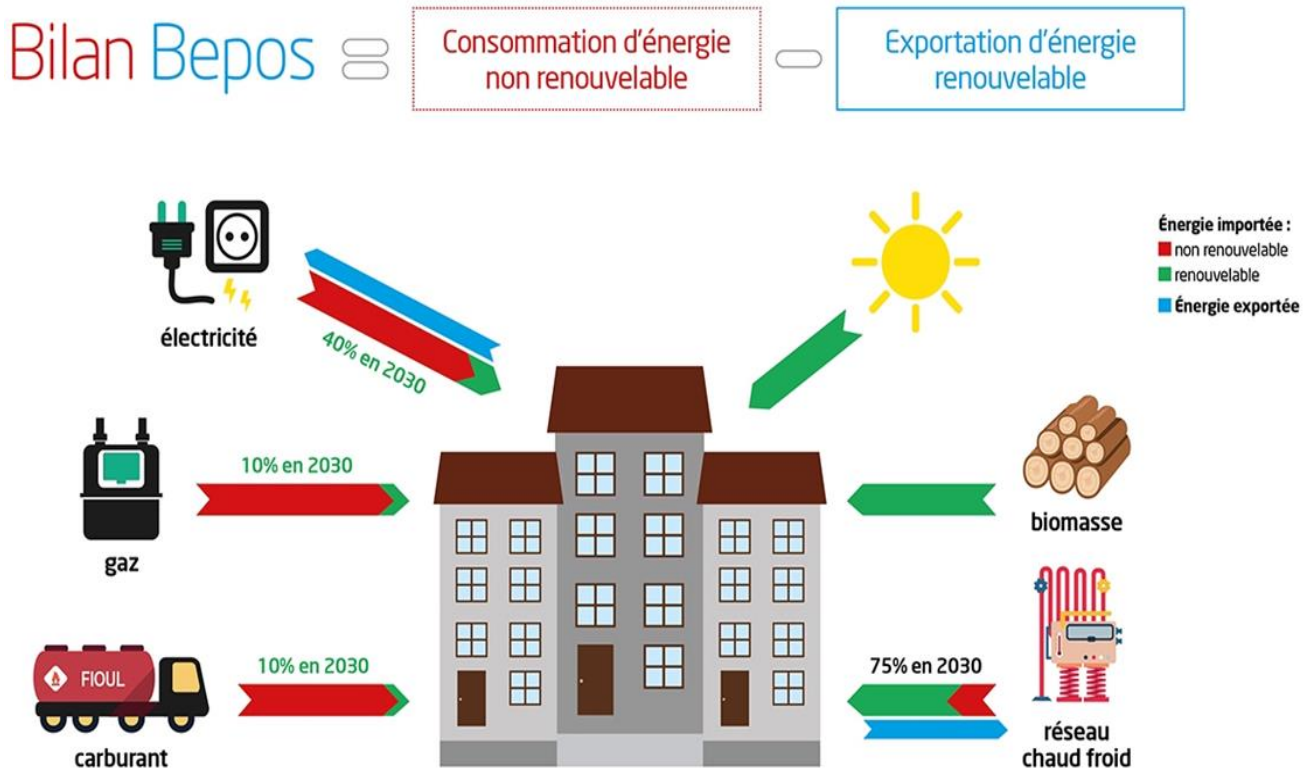 Bilan Bepos
Consommation d'énergie
non renouvelable
Exportation d'énergie
renouvelable
Énergie importée :
non renouvelable
renouvelable
Énergie exportée
électricité
40% en 2030
gaz
10% en 2030
FIOUL
carburant
10% en 2030
biomasse
75% en 2030
réseau
chaud froid